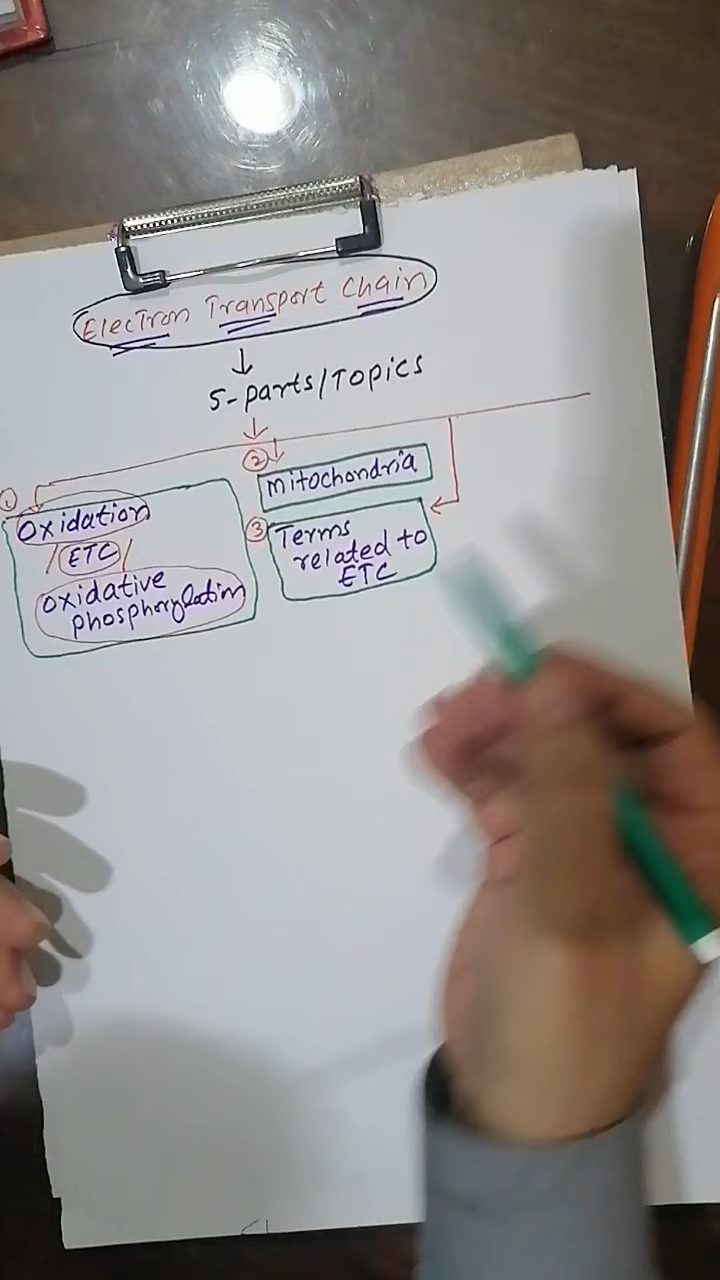 Electron Transport Chain
5-parts/Topics
1
Oxidation
/ETC/
Oxidative
phosphorylation
2
Mitochondria
3
Terms
related to
ETC